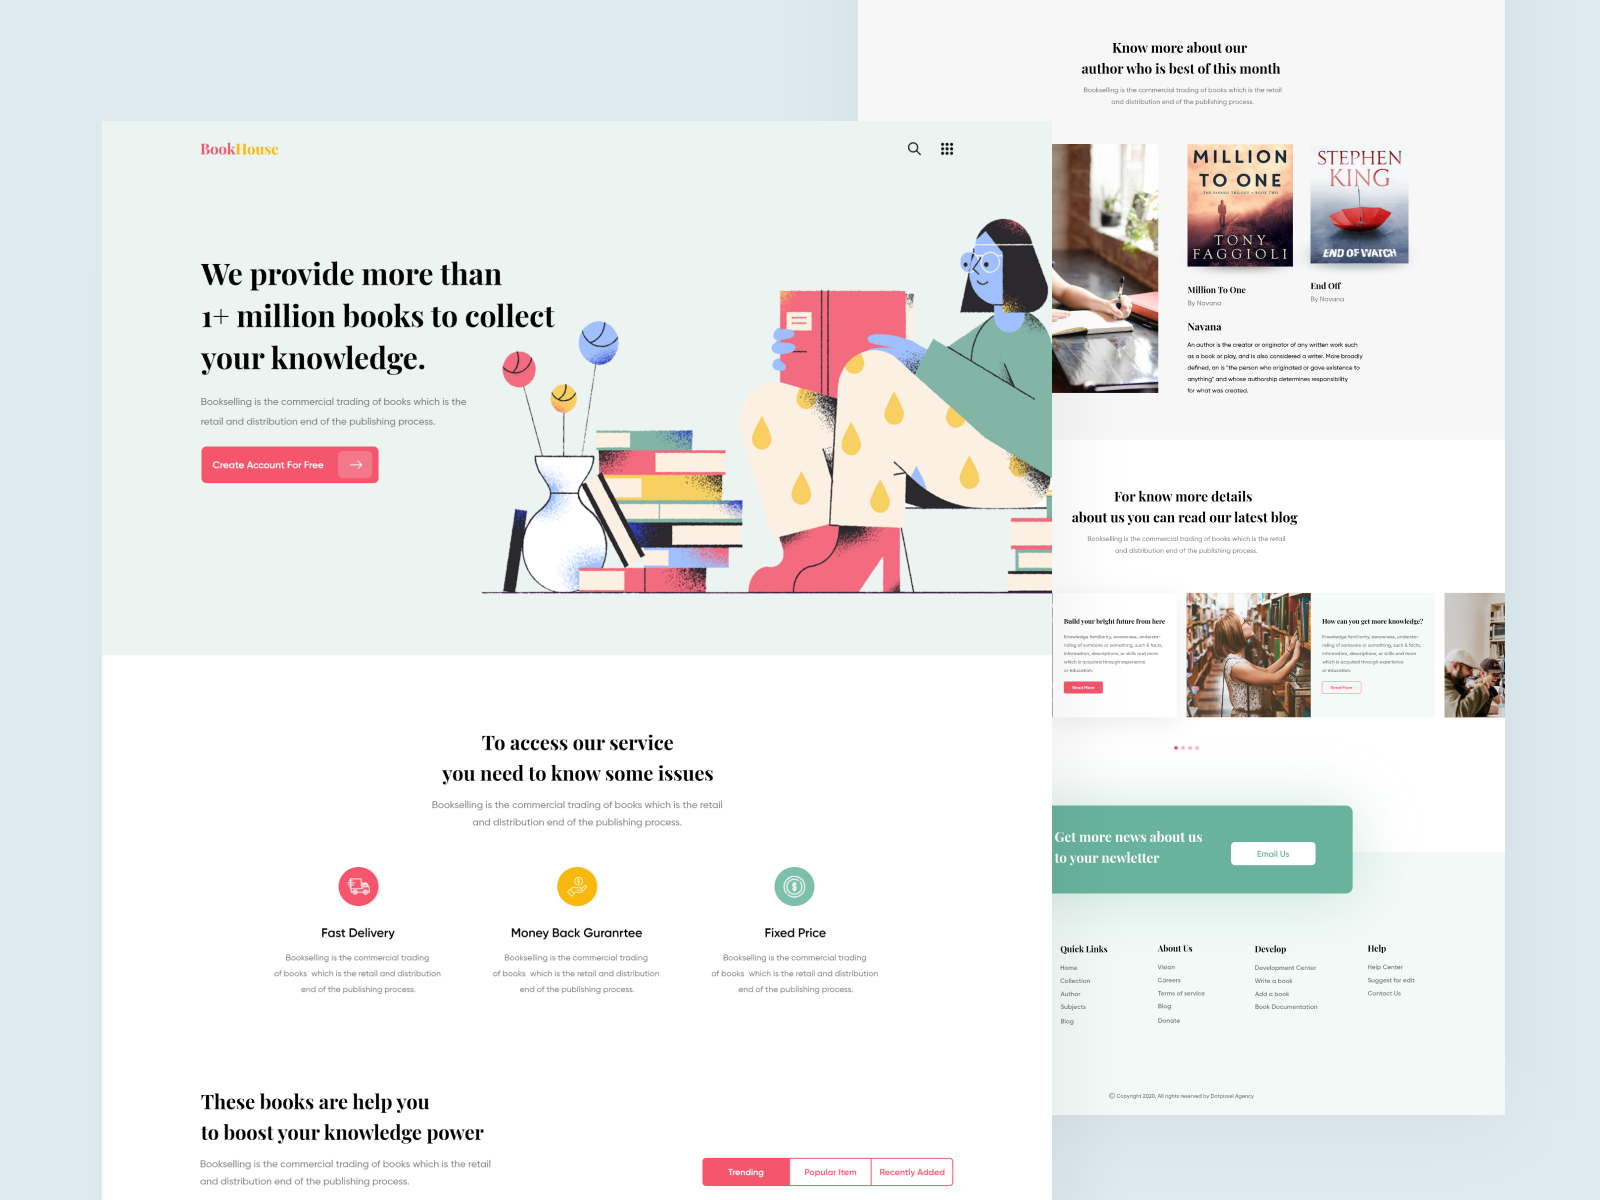 BookHouse
We provide more than
1+ million books to collect
your knowledge.
Bookselling is the commercial trading of books which is the
retail and distribution end of the publishing process.
Create Account For Free
To access our service
you need to know some issues
Bookselling is the commercial trading of books which is the retail
and distribution end of the publishing process.
Fast Delivery
Bookselling is the commercial trading
of books which is the retail and distribution
end of the publishing process.
Money Back Guranrtee
Bookselling is the commercial trading
of books which is the retail and distribution
end of the publishing process.
Fixed Price
Bookselling is the commercial trading
of books which is the retail and distribution
end of the publishing process.
These books are help you
to boost your knowledge power
Bookselling is the commercial trading of books which is the retail
and distribution end of the publishing process.
Trending
Popular Item
Recently Added
Know more about our
author who is best of this month
Bookselling is the commercial trading of books which is the retail
and distribution end of the publishing process.
MILLION
TO ONE
THE PAVANO TRILOGY • BOOK TWO
TONY
FAGGIOLI
STEPHEN
KING
END OF WATCH
Million To One
By Navana
End Off
By Navana
Navana
An author is the creator or originator of any written work such
as a book or play, and is also considered a writer. More broadly
defined, an is "the person who originated or gave existence to
anything" and whose authorship determines responsibility
for what was created.
For know more details
about us you can read our latest blog
Bookselling is the commercial trading of books which is the retail
and distribution end of the publishing process.
Build your bright future from here
Knowledge familiarity, awareness, understa-
nding of someone or something, such & facts,
information, descriptions, or skills and more
which is acquired through experience
or education.
Read More
How can you get more knowledge?
Knowledge familiarity, awareness, understa-
nding of someone or something, such & facts,
information, descriptions, or skills and more
which is acquired through experience
or education.
Read More
Get more news about us
to your newletter
Email Us
Quick Links
Home
Collection
Author
Subjects
Blog
About Us
Vision
Careers
Terms of service
Blog
Donate
Develop
Development Center
Write a book
Add a book
Book Documentation
Help
Help Center
Suggest for edit
Contact Us
© Copyright 2020. All rights reserved by Dotpixsel Agency